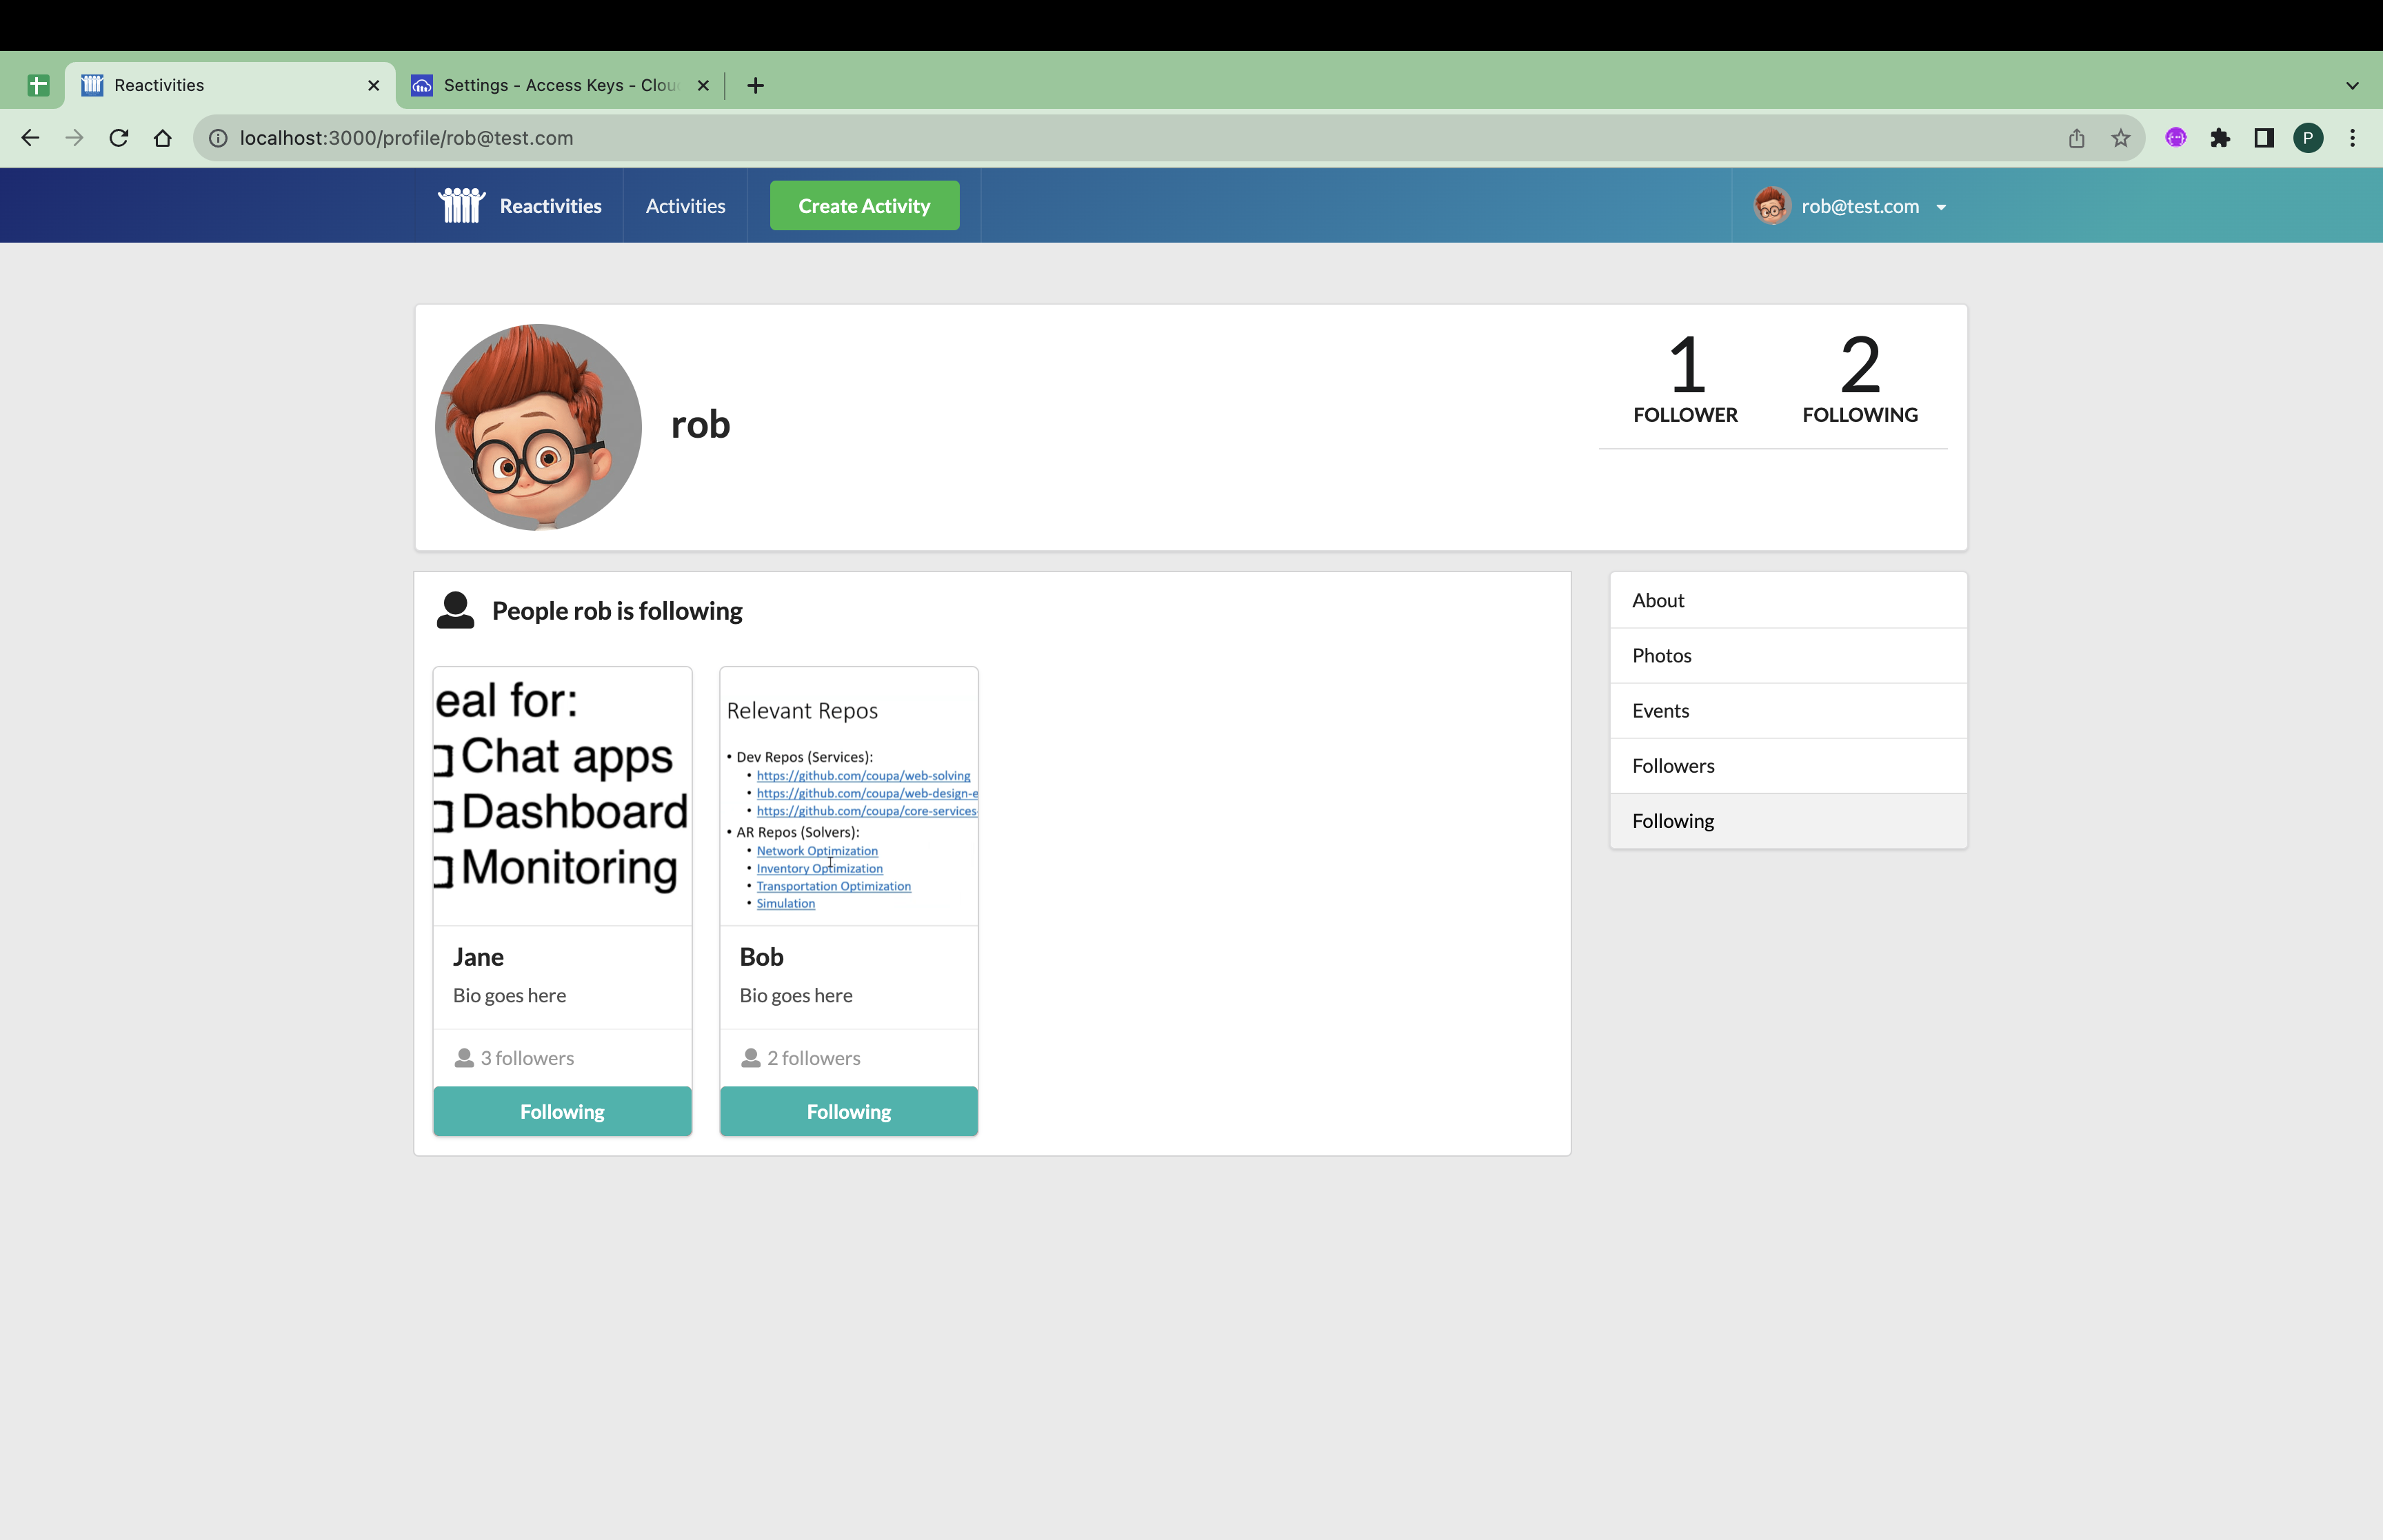 Reactivities
Settings - Access Keys - Clou
localhost:3000/profile/rob@test.com
P
Reactivities
Activities
Create Activity
rob@test.com
rob
1
FOLLOWER
2
FOLLOWING
People rob is following
eal for:
Chat apps
Dashboard
Monitoring
Jane
Bio goes here
3 followers
Following
Relevant Repos
• Dev Repos (Services):
• https://github.com/coupa/web-solving
• https://github.com/coupa/web-design-e
• https://github.com/coupa/core-services-
• AR Repos (Solvers):
• Network Optimization
• Inventory Optimization
• Transportation Optimization
• Simulation
Bob
Bio goes here
2 followers
Following
About
Photos
Events
Followers
Following